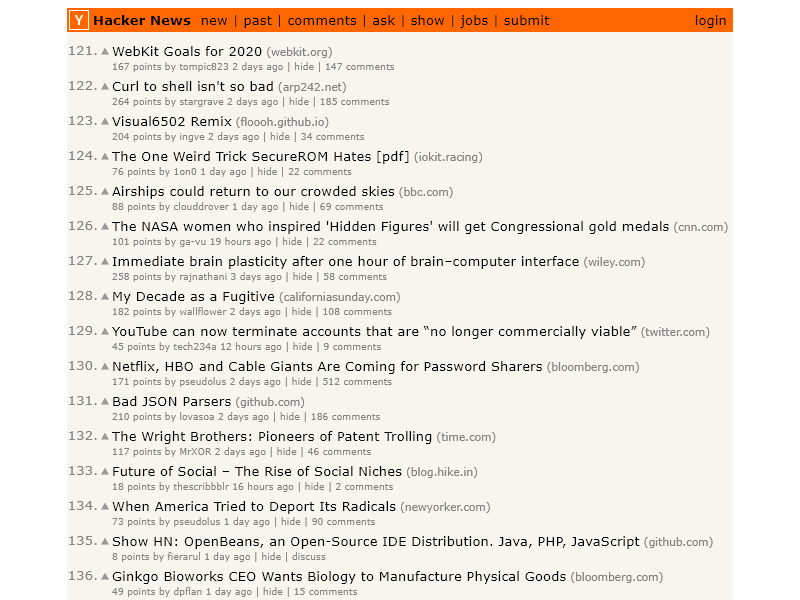 Y Hacker News new | past | comments | ask | show | jobs | submit login
121. WebKit Goals for 2020 (webkit.org)
167 points by tompic823 2 days ago | hide | 147 comments
122. Curl to shell isn't so bad (arp242.net)
264 points by stargrave 2 days ago | hide | 185 comments
123. Visual6502 Remix (floooh.github.io)
204 points by ingve 2 days ago | hide | 34 comments
124. The One Weird Trick SecureROM Hates [pdf] (iokit.racing)
76 points by 1on0 1 day ago | hide | 22 comments
125. Airships could return to our crowded skies (bbc.com)
88 points by clouddrover 1 day ago | hide | 69 comments
126. The NASA women who inspired 'Hidden Figures' will get Congressional gold medals (cnn.com)
101 points by ga-vu 19 hours ago | hide | 22 comments
127. Immediate brain plasticity after one hour of brain–computer interface (wiley.com)
258 points by rajnathani 3 days ago | hide | 58 comments
128. My Decade as a Fugitive (californiasunday.com)
182 points by wallflower 2 days ago | hide | 108 comments
129. YouTube can now terminate accounts that are “no longer commercially viable” (twitter.com)
45 points by tech234a 12 hours ago | hide | 9 comments
130. Netflix, HBO and Cable Giants Are Coming for Password Sharers (bloomberg.com)
171 points by pseudolus 2 days ago | hide | 512 comments
131. Bad JSON Parsers (github.com)
210 points by lovasoa 2 days ago | hide | 186 comments
132. The Wright Brothers: Pioneers of Patent Trolling (time.com)
117 points by MrXOR 2 days ago | hide | 46 comments
133. Future of Social – The Rise of Social Niches (blog.hike.in)
18 points by thescribbblr 16 hours ago | hide | 2 comments
134. When America Tried to Deport Its Radicals (newyorker.com)
73 points by pseudolus 1 day ago | hide | 90 comments
135. Show HN: OpenBeans, an Open-Source IDE Distribution. Java, PHP, JavaScript (github.com)
8 points by fierarul 1 day ago | hide | discuss
136. Ginkgo Bioworks CEO Wants Biology to Manufacture Physical Goods (bloomberg.com)
49 points by dpflan 1 day ago | hide | 15 comments